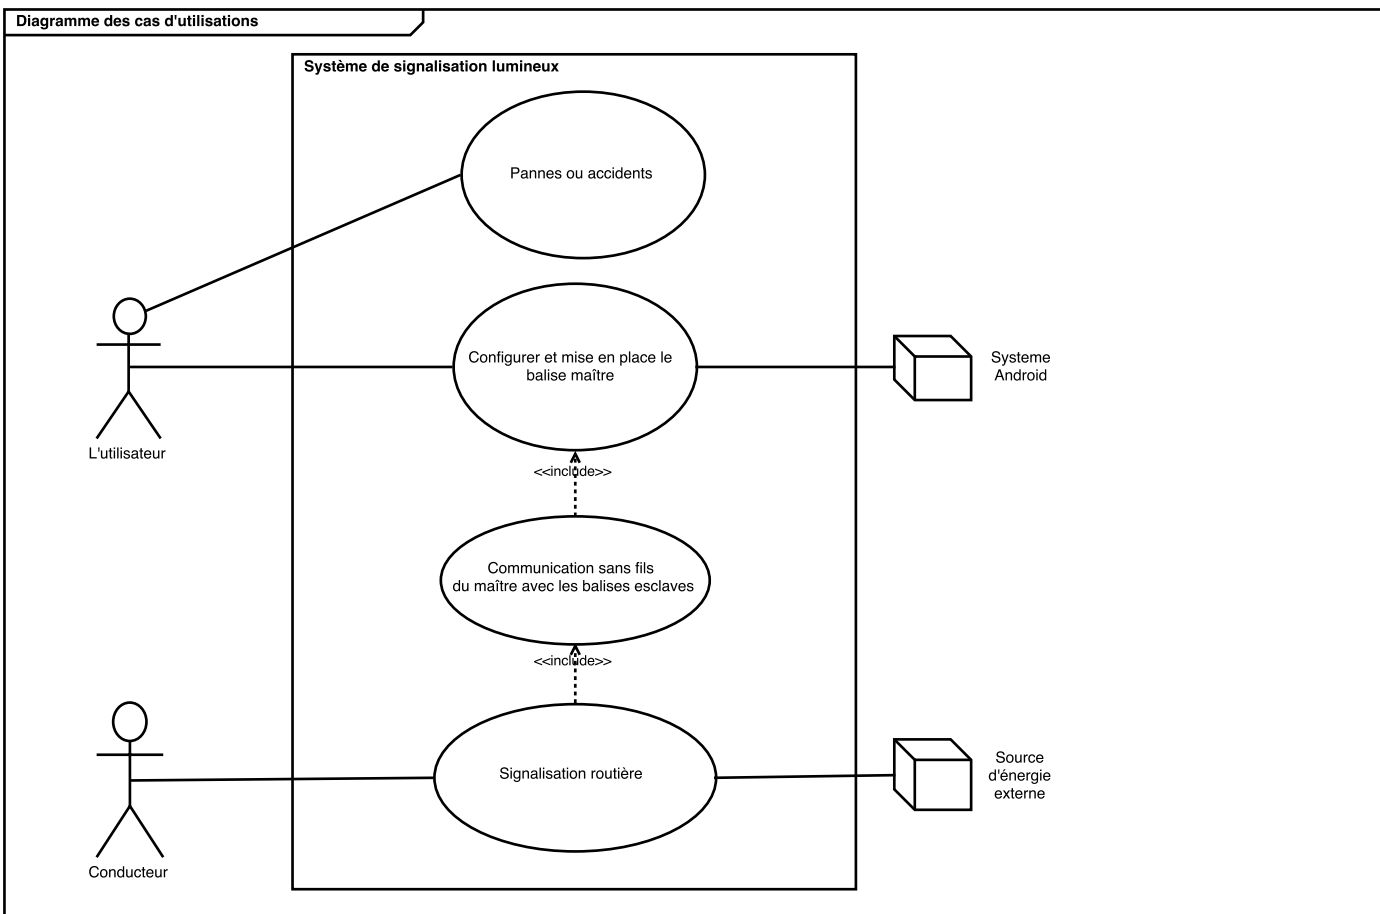 Diagramme des cas d'utilisations
Système de signalisation lumineux
Pannes ou accidents
Configurer et mise en place le
balise maître
Systeme
Android
L'utilisateur
<<include>>
Communication sans fils
du maître avec les balises esclaves
<<include>>
Signalisation routière
Source
d'énergie
externe
Conducteur